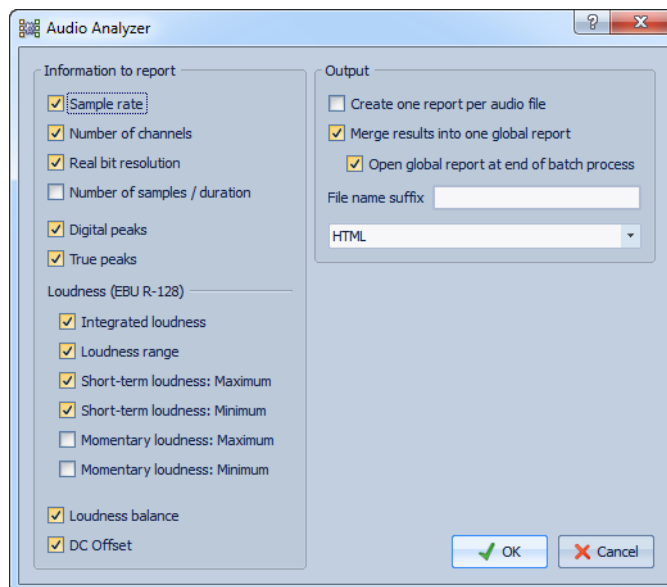 Audio Analyzer
Information to report
Sample rate
Number of channels
Real bit resolution
Number of samples / duration
Digital peaks
True peaks
Loudness (EBU R-128)
Integrated loudness
Loudness range
Short-term loudness: Maximum
Short-term loudness: Minimum
Momentary loudness: Maximum
Momentary loudness: Minimum
Loudness balance
DC Offset
Output
Create one report per audio file
Merge results into one global report
Open global report at end of batch process
File name suffix
HTML
OK
Cancel